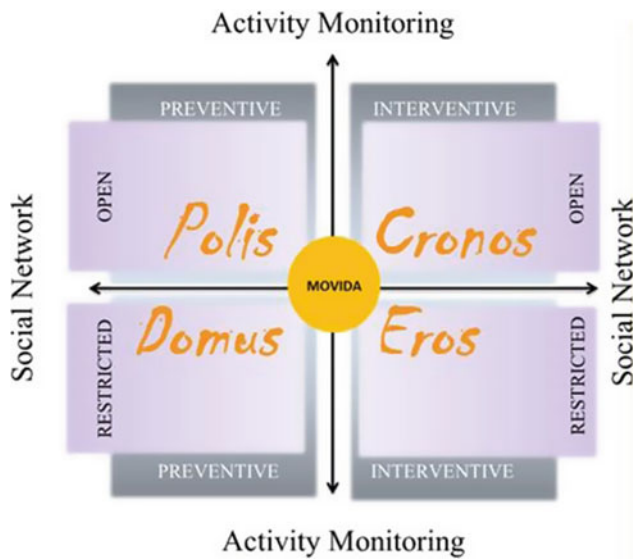 Activity Monitoring
PREVENTIVE
INTERVENTIVE
Social Network
OPEN
Polis
Cronos
OPEN
Social Network
MOVIDA
RESTRICTED
Domus
Eros
RESTRICTED
PREVENTIVE
INTERVENTIVE
Activity Monitoring